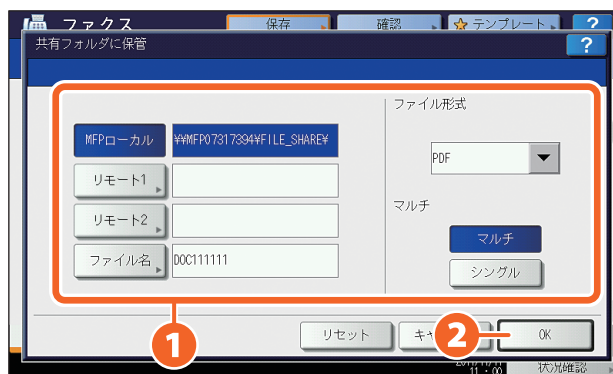 ファクス 保存 確認 テンプレート ?
共有フォルダに保管 ?
ファイル形式
MFPローカル ¥¥MFP07317394¥FILE_SHARE¥
PDF
リモート1
マルチ
リモート2
マルチ
ファイル名 DOC111111
シングル
1
リセット キャ 2 OK
11:00 状況確認